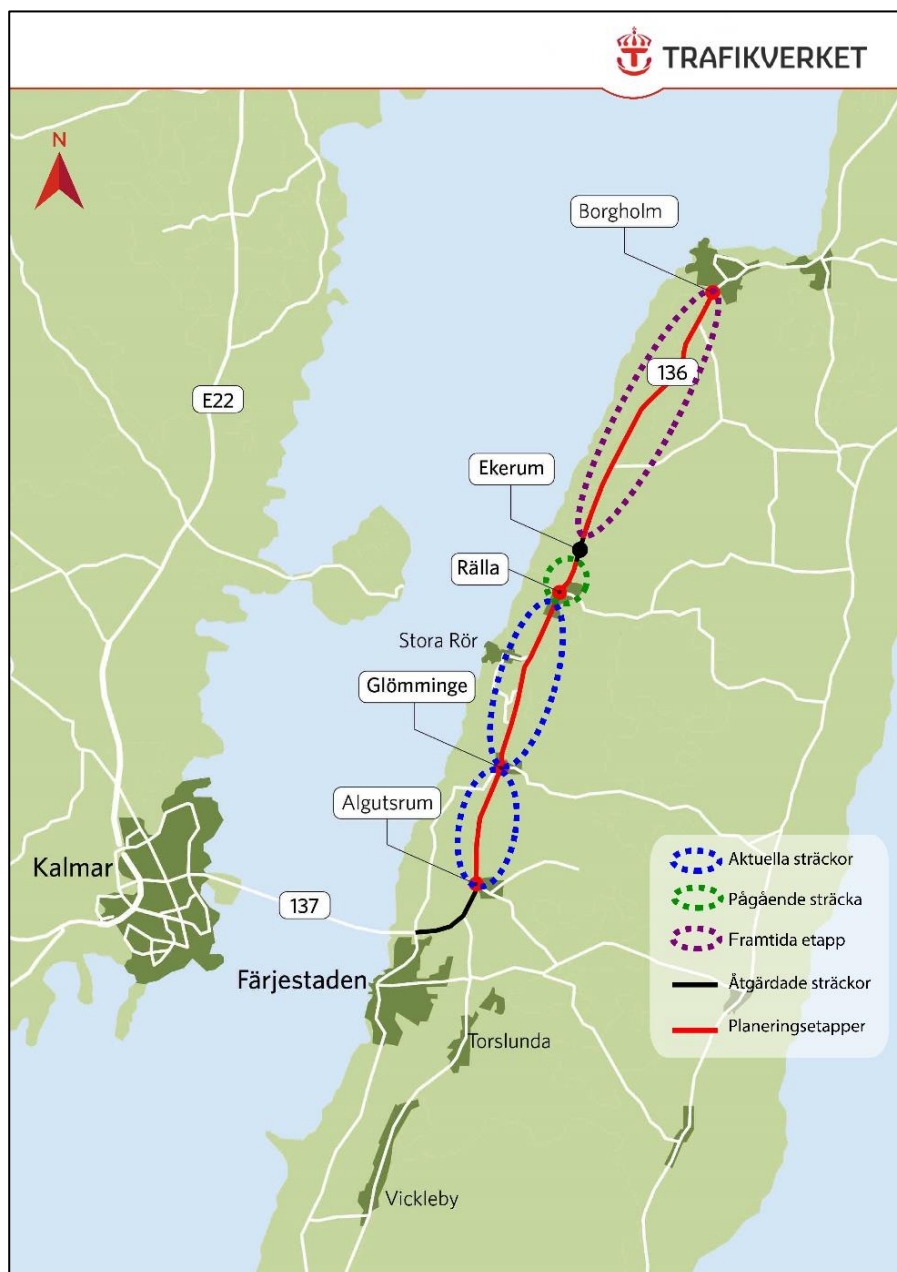 TRAFIKVERKET
N
Borgholm
136
E22
Ekerum
Rälla
Stora Rör
Glömminge
Algutsrum
Kalmar
137
Färjestaden
Torslunda
Vickleby
Aktuella sträckor
Pågående sträcka
Framtida etapp
Åtgärdade sträckor
Planeringsetapper